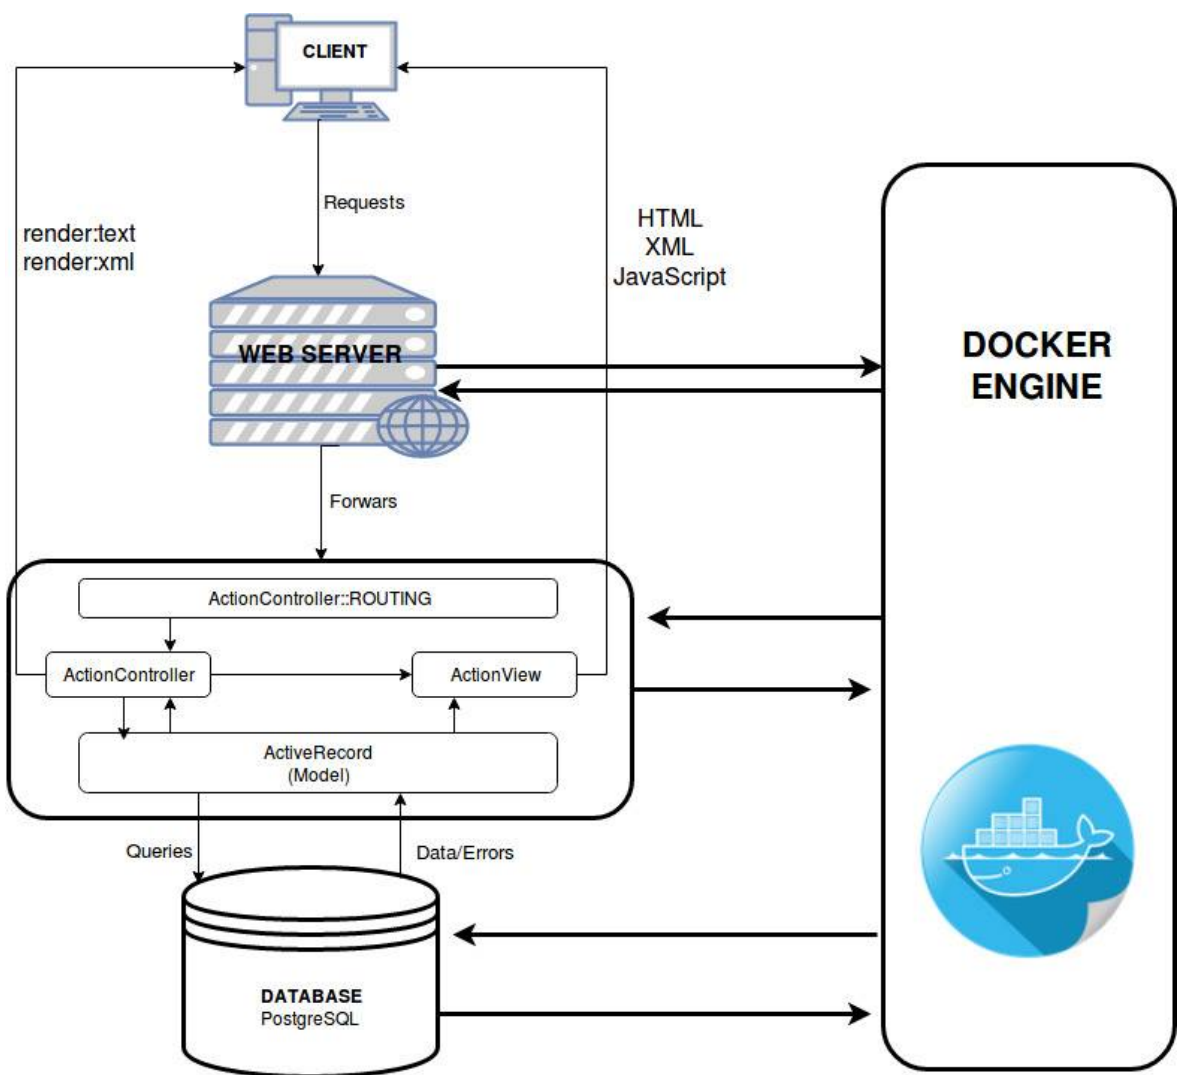 CLIENT
Requests
render:text
render:xml
HTML
XML
JavaScript
WEB SERVER
DOCKER
ENGINE
Forwars
ActionController::ROUTING
ActionController
ActionView
ActiveRecord
(Model)
Queries
Data/Errors
DATABASE
PostgreSQL